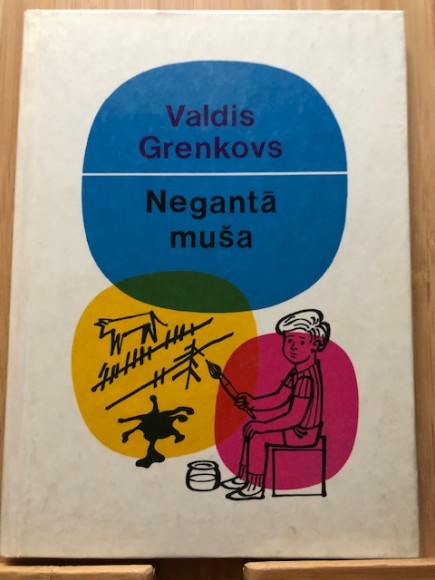 Valdis
Grenkovs
Negantā
muša